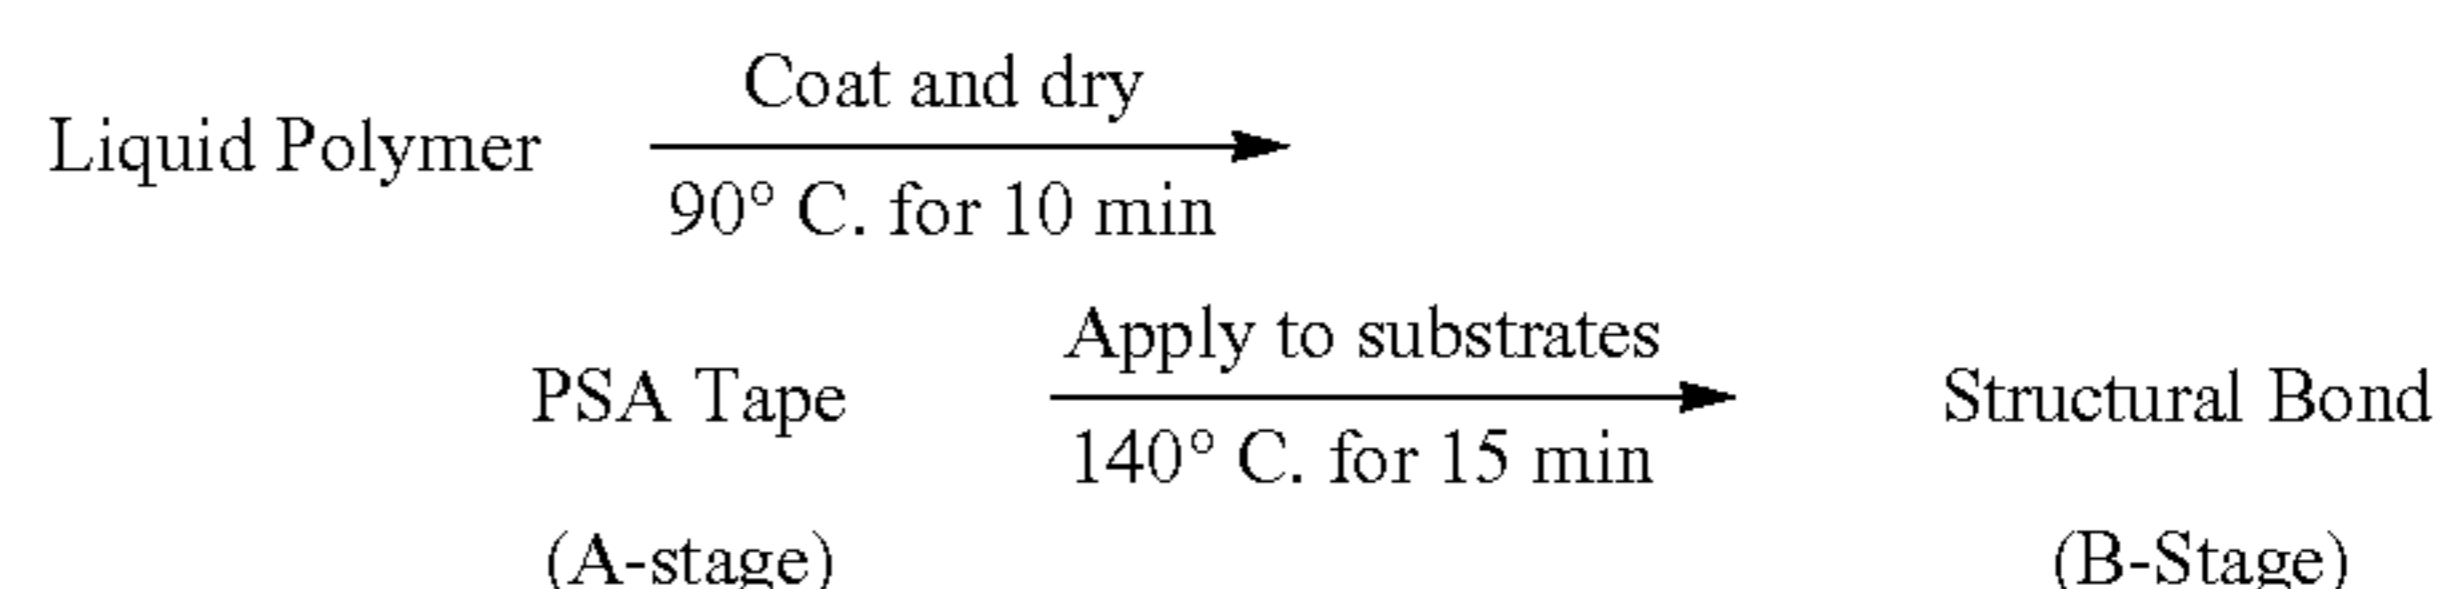 Coat and dry
Liquid Polymer
90° C. for 10 min
Apply to substrates
PSA Tape
Structural Bond
140° C. for 15 min
(A-stage)
(B-Stage)